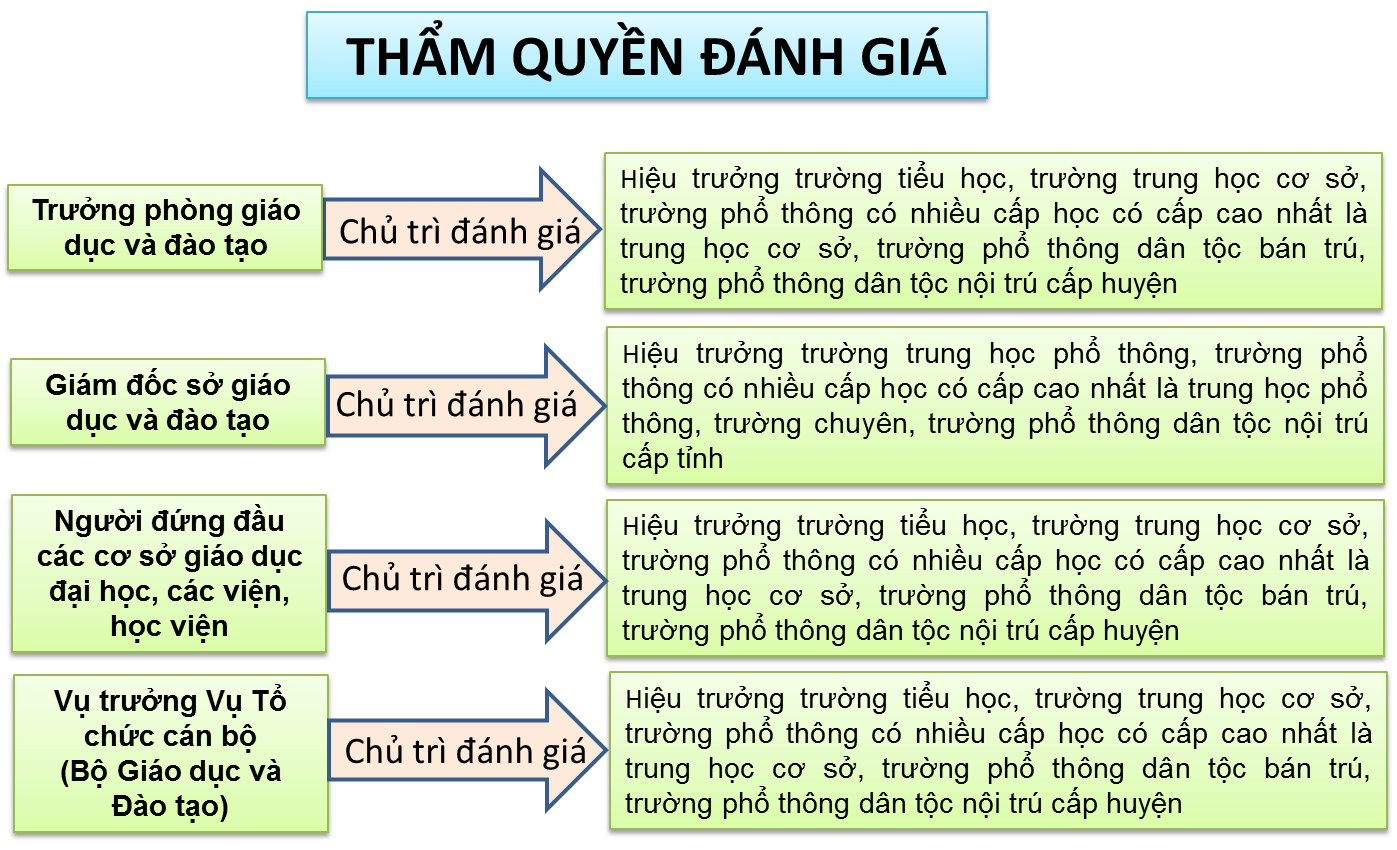 THẨM QUYỀN ĐÁNH GIÁ
Trưởng phòng giáo
dục và đào tạo
Chủ trì đánh giá
Hiệu trưởng trường tiểu học, trường trung học cơ sở,
trường phổ thông có nhiều cấp học có cấp cao nhất là
trung học cơ sở, trường phổ thông dân tộc bán trú,
trường phổ thông dân tộc nội trú cấp huyện
Giám đốc sở giáo
dục và đào tạo
Chủ trì đánh giá
Hiệu trưởng trường trung học phổ thông, trường phổ
thông có nhiều cấp học có cấp cao nhất là trung học phổ
thông, trường chuyên, trường phổ thông dân tộc nội trú
cấp tỉnh
Người đứng đầu
các cơ sở giáo dục
đại học, các viện,
học viện
Chủ trì đánh giá
Hiệu trưởng trường tiểu học, trường trung học cơ sở,
trường phổ thông có nhiều cấp học có cấp cao nhất là
trung học cơ sở, trường phổ thông dân tộc bán trú,
trường phổ thông dân tộc nội trú cấp huyện
Vụ trưởng Vụ Tổ
chức cán bộ
(Bộ Giáo dục và
Đào tạo)
Chủ trì đánh giá
Hiệu trưởng trường tiểu học, trường trung học cơ sở,
trường phổ thông có nhiều cấp học có cấp cao nhất là
trung học cơ sở, trường phổ thông dân tộc bán trú,
trường phổ thông dân tộc nội trú cấp huyện